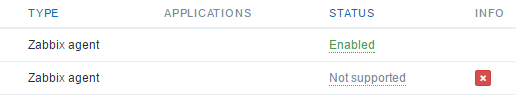 TYPE APPLICATIONS STATUS INFO
Zabbix agent Enabled
Zabbix agent Not supported